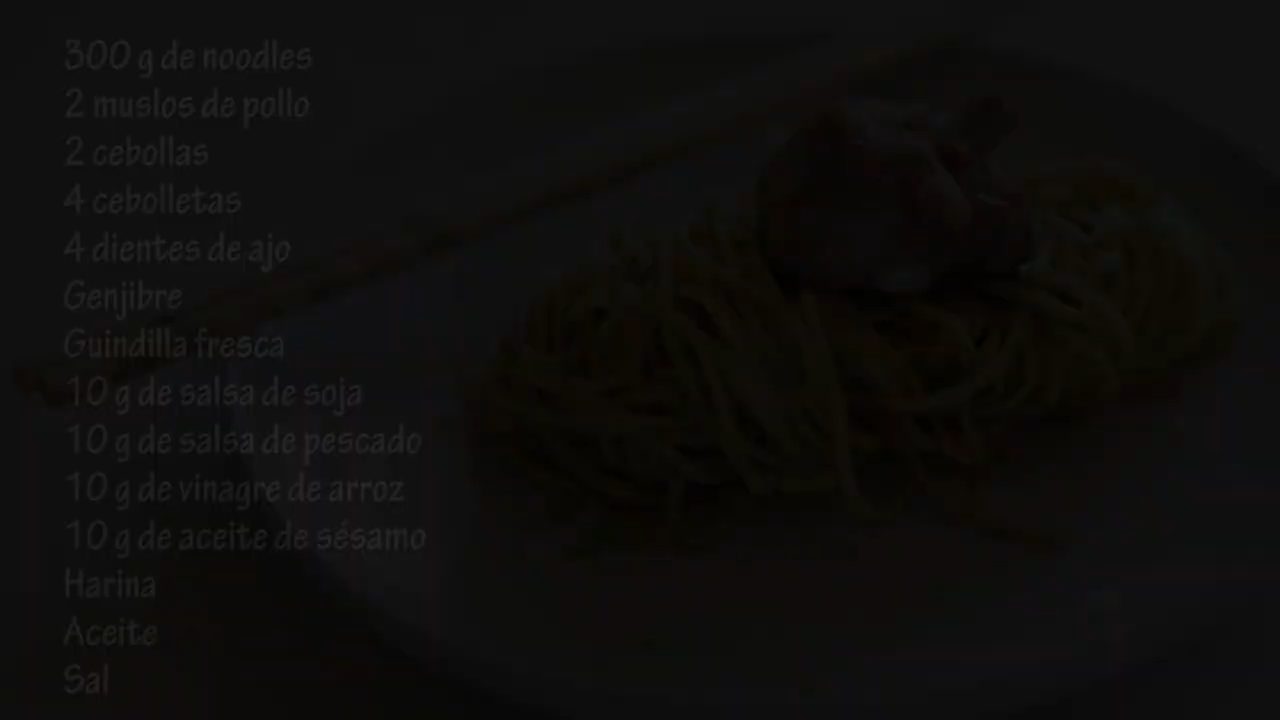 300 g de noodles
2 muslos de pollo
2 cebollas
4 cebolletas
4 dientes de ajo
Genjibre
Guindilla fresca
10 g de salsa de soja
10 g de salsa de pescado
10 g de vinagre de arroz
10 g de aceite de sésamo
Harina
Aceite
Sal